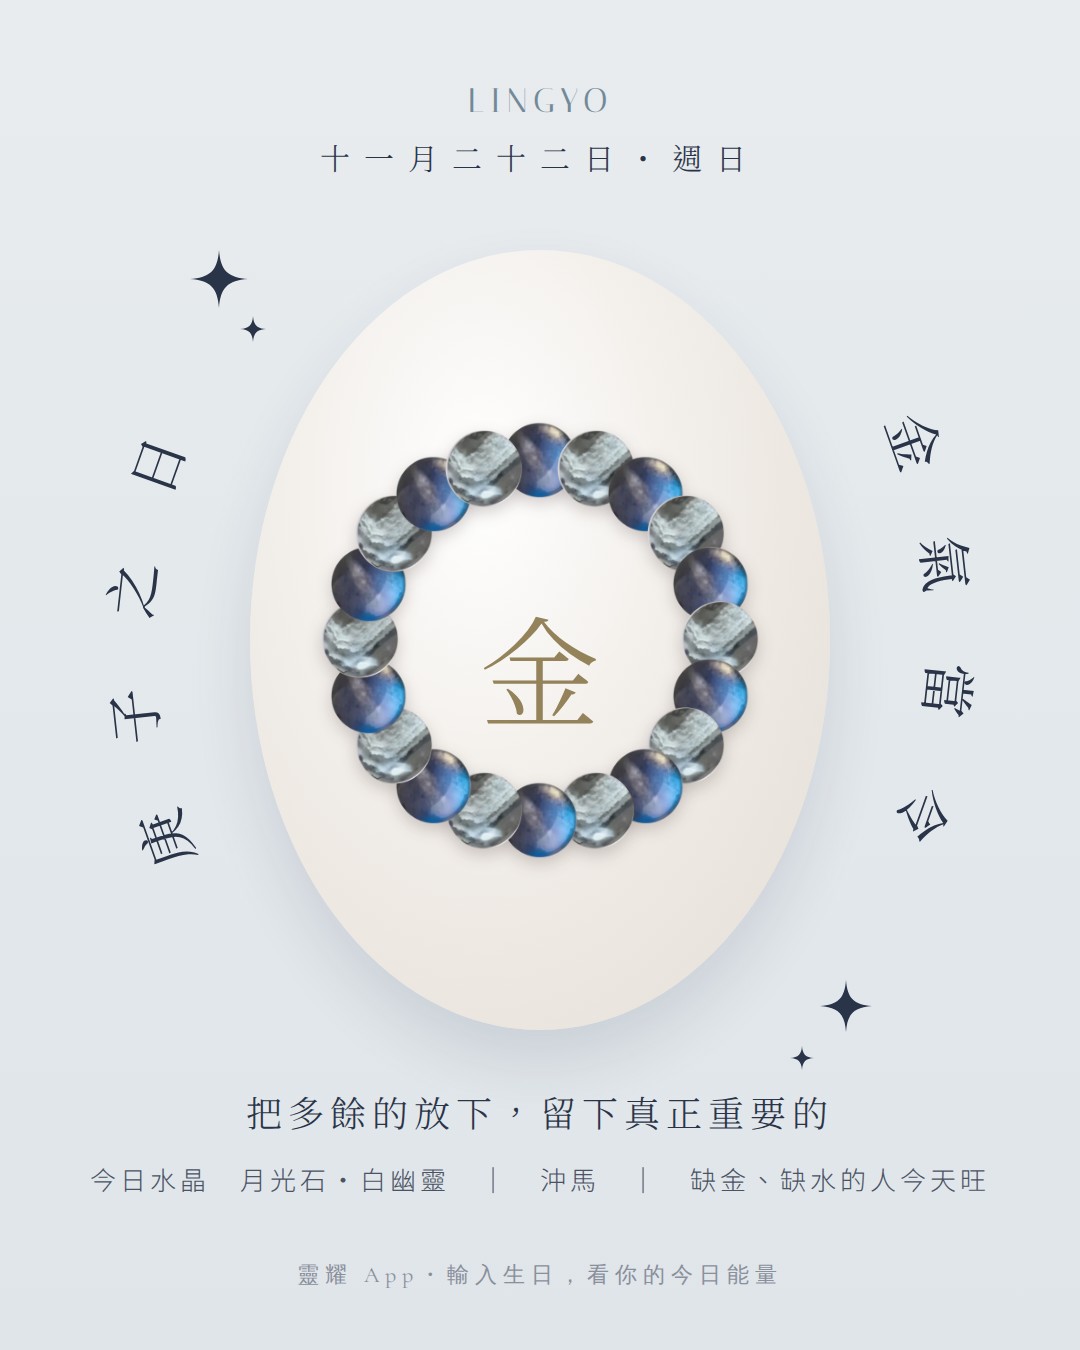 LINGYO
十一月二十二日・週日
庚子之日
金氣當令
金
把多餘的放下，留下真正重要的
今日水晶　月光石・白幽靈　｜　沖馬　｜　缺金、缺水的人今天旺
靈耀 App・輸入生日，看你的今日能量